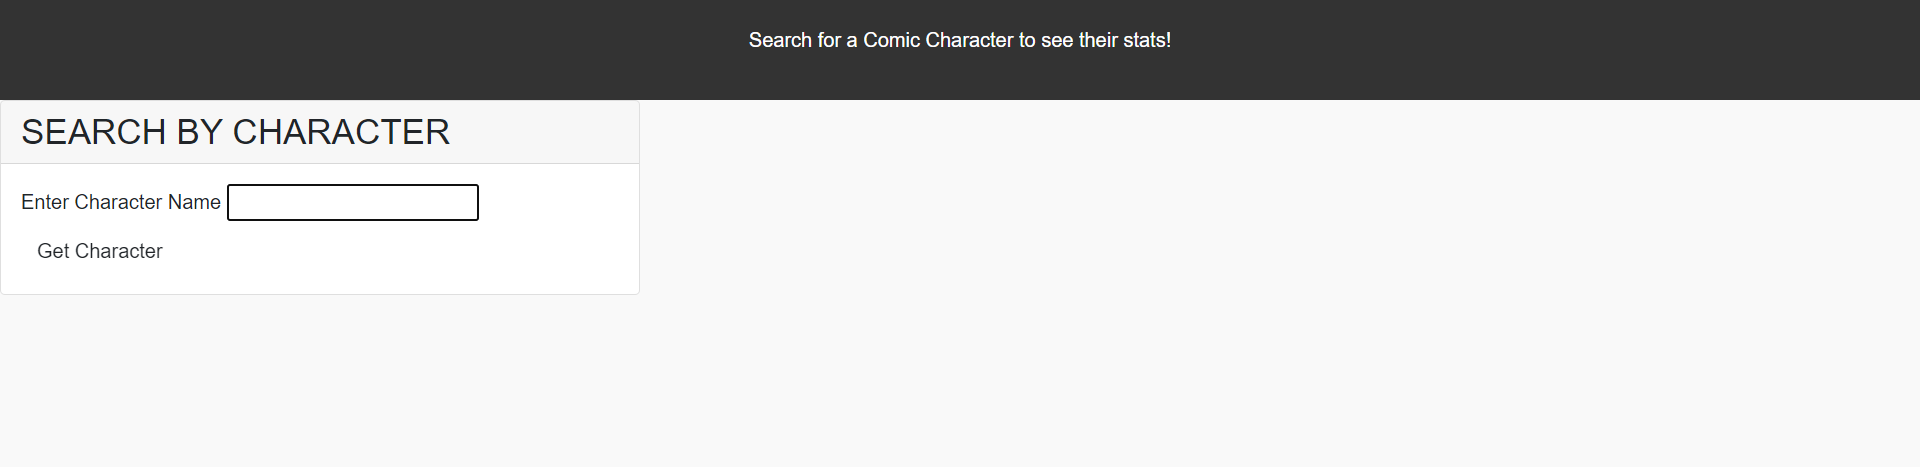 Search for a Comic Character to see their stats!
SEARCH BY CHARACTER
Enter Character Name
Get Character